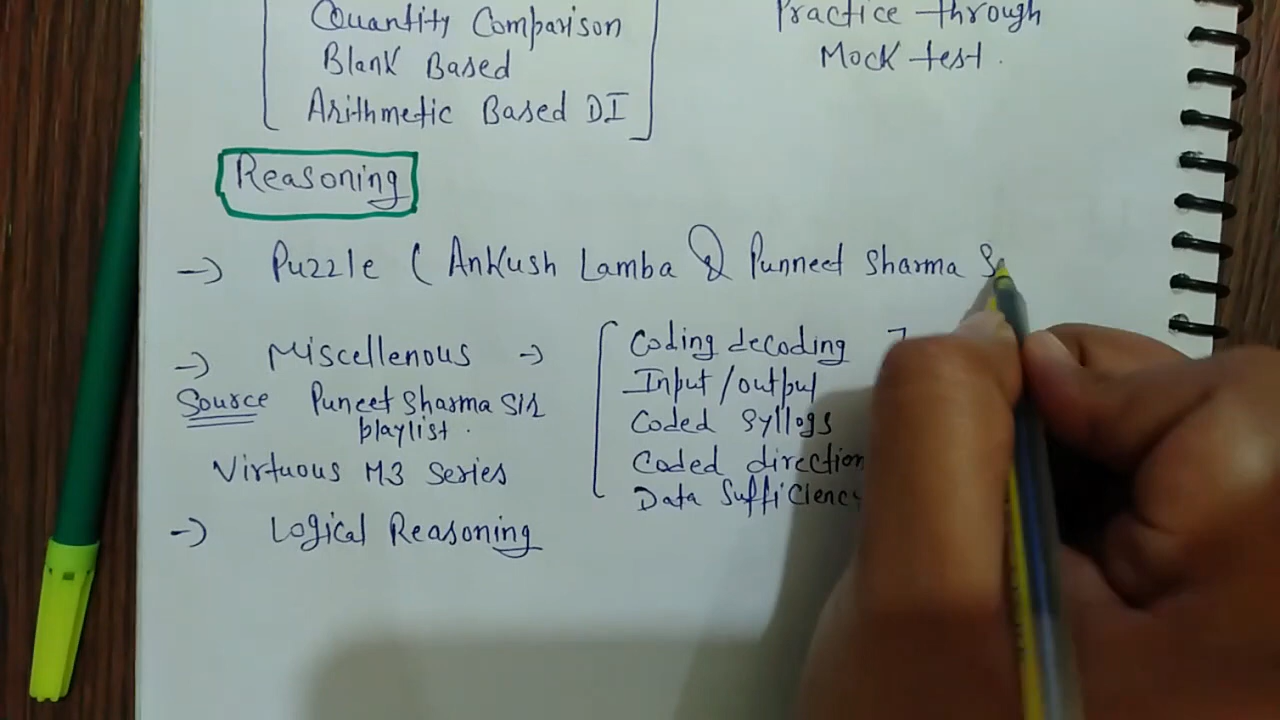 Quantity Comparison
Blank Based
Arithmetic Based DI
Practice through
Mock test.
Reasoning
-> Puzzle ( Ankush Lamba & Punneet Sharma S
-> Miscellenous ->
Source Puneet Sharma Sir
playlist.
Virtuous M3 Series
Coding decoding
Input/output
Coded Syllogs
Coded direction
Data Sufficiency
-> Logical Reasoning